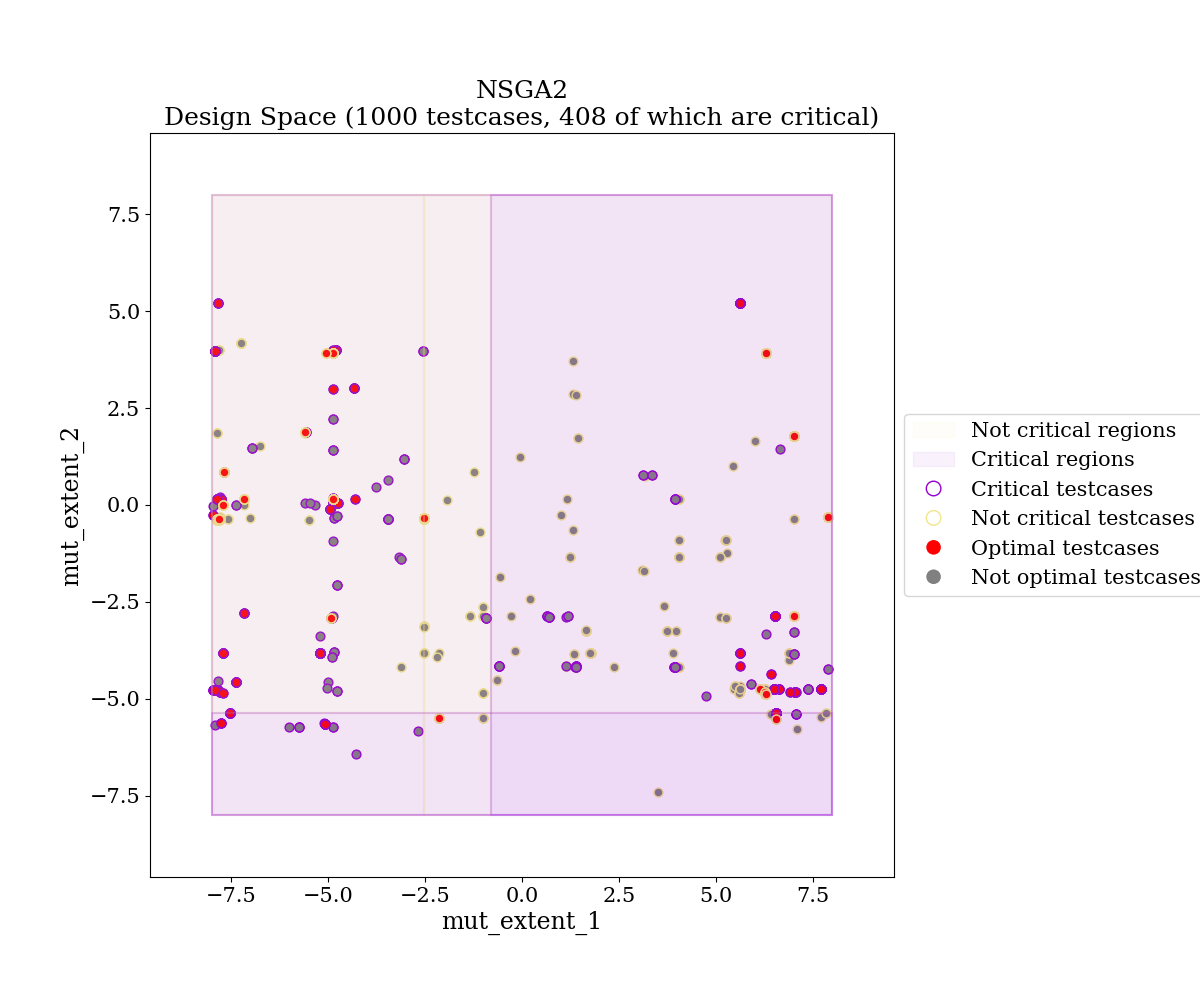 NSGA2
Design Space (1000 testcases, 408 of which are critical)
mut_extent_2
7.5
5.0
2.5
0.0
−2.5
−5.0
−7.5
−7.5
−5.0
−2.5
0.0
2.5
5.0
7.5
mut_extent_1
Not critical regions
Critical regions
Critical testcases
Not critical testcases
Optimal testcases
Not optimal testcases